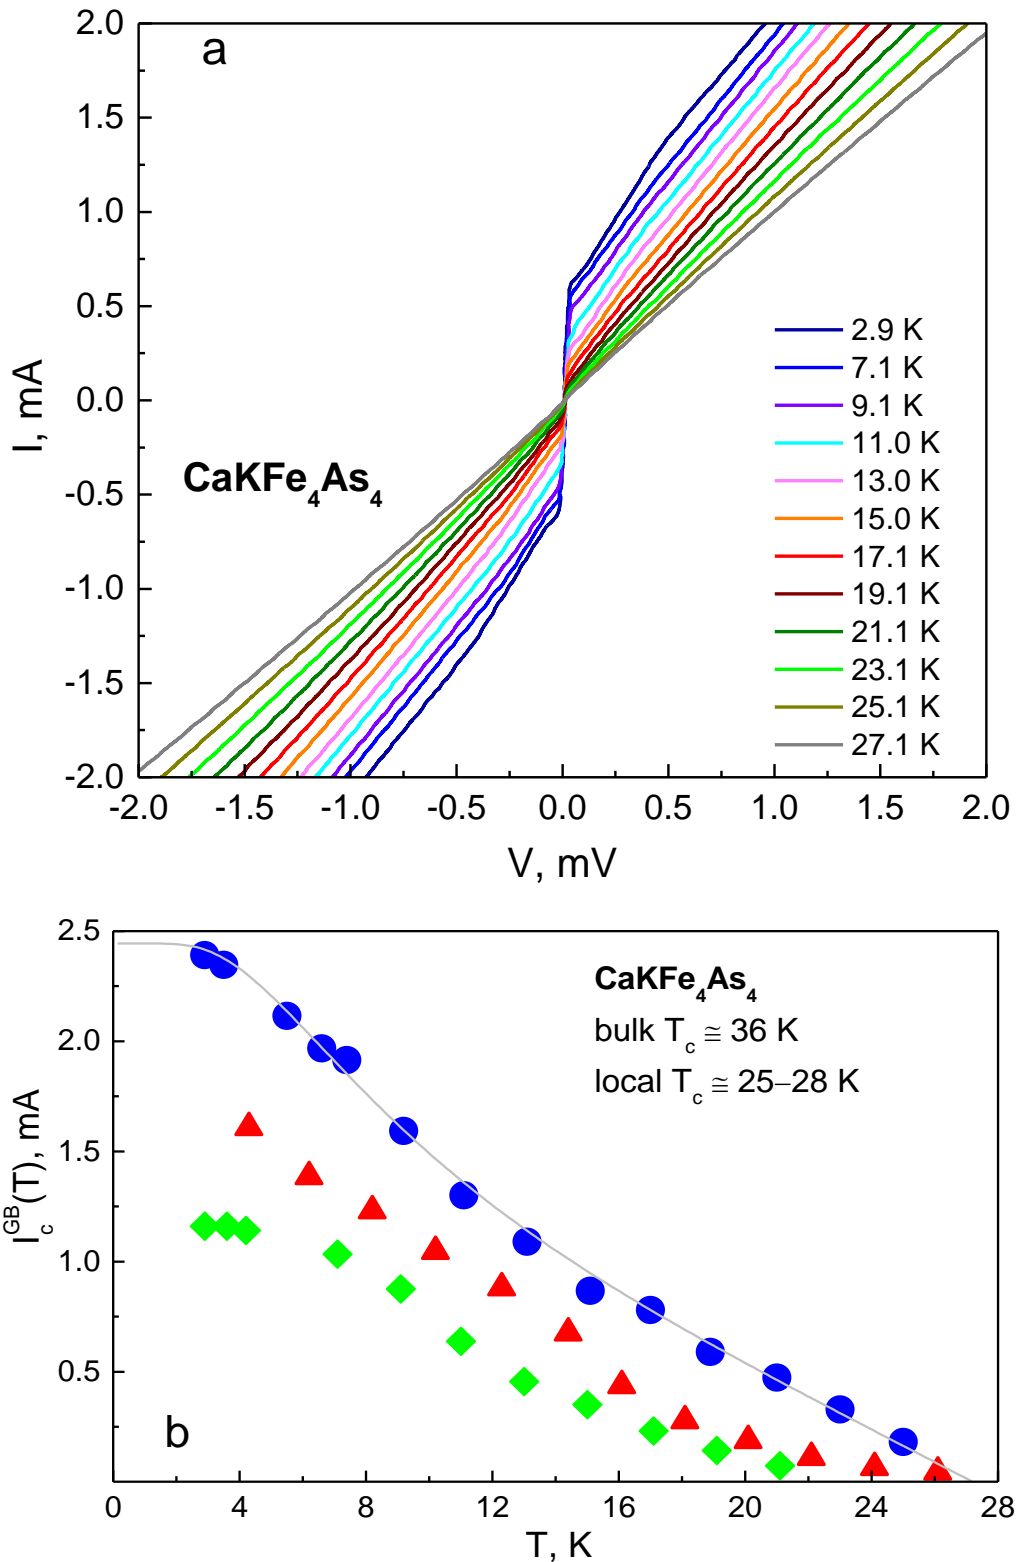 a
2.0
1.5
1.0
0.5
0.0
-0.5
-1.0
-1.5
-2.0
I, mA
CaKFe₄As₄
2.9 K
7.1 K
9.1 K
11.0 K
13.0 K
15.0 K
17.1 K
19.1 K
21.1 K
23.1 K
25.1 K
27.1 K
-2.0 -1.5 -1.0 -0.5 0.0 0.5 1.0 1.5 2.0
V, mV
2.5
2.0
1.5
1.0
0.5
I_c^GB(T), mA
CaKFe₄As₄
bulk T_c ≅ 36 K
local T_c ≅ 25–28 K
b
0 4 8 12 16 20 24 28
T, K